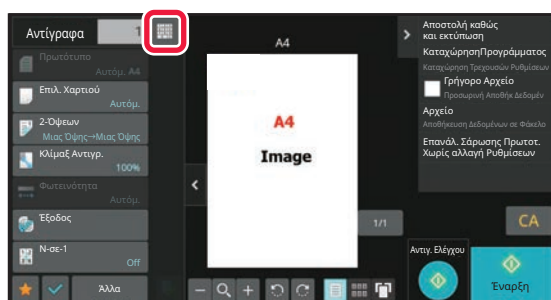 Αντίγραφα 1
Πρωτότυπο
Αυτόμ. A4
Επιλ. Χαρτιού
Αυτόμ.
2-Όψεων
Μιας Όψης→Μιας Όψης
Κλίμαξ Αντιγρ.
100%
Φωτεινότητα
Αυτόμ.
Έξοδος
N-σε-1
Off
Άλλα
A4
A4
Image
1/1
Αποστολή καθώς
και εκτύπωση
ΚαταχώρησηΠρογράμματος
Καταχώρηση Τρεχουσών Ρυθμίσεων
Γρήγορο Αρχείο
Προσωρινή Αποθήκ Δεδομέν
Αρχείο
Αποθήκευση Δεδομένων σε Φάκελο
Επανάλ. Σάρωσης Πρωτοτ.
Χωρίς αλλαγή Ρυθμίσεων
CA
Αντιγ. Ελέγχου
Έναρξη